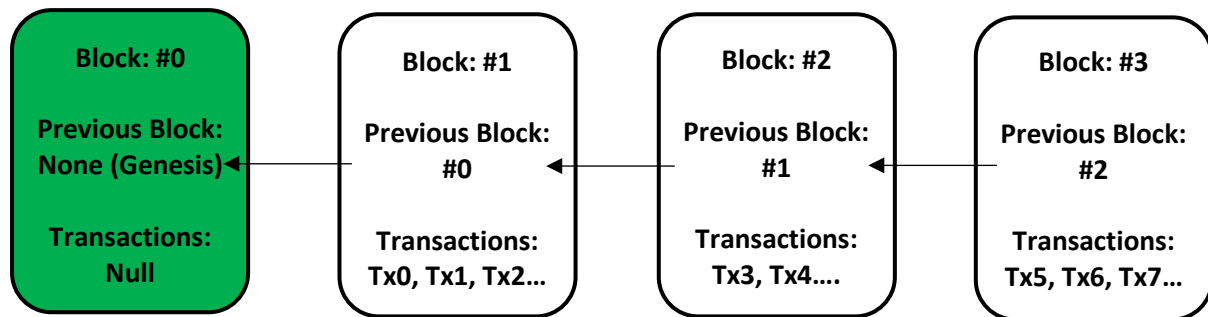 Block: #0
Previous Block:
None (Genesis)
Transactions:
Null
Block: #1
Previous Block:
#0
Transactions:
Tx0, Tx1, Tx2...
Block: #2
Previous Block:
#1
Transactions:
Tx3, Tx4....
Block: #3
Previous Block:
#2
Transactions:
Tx5, Tx6, Tx7...